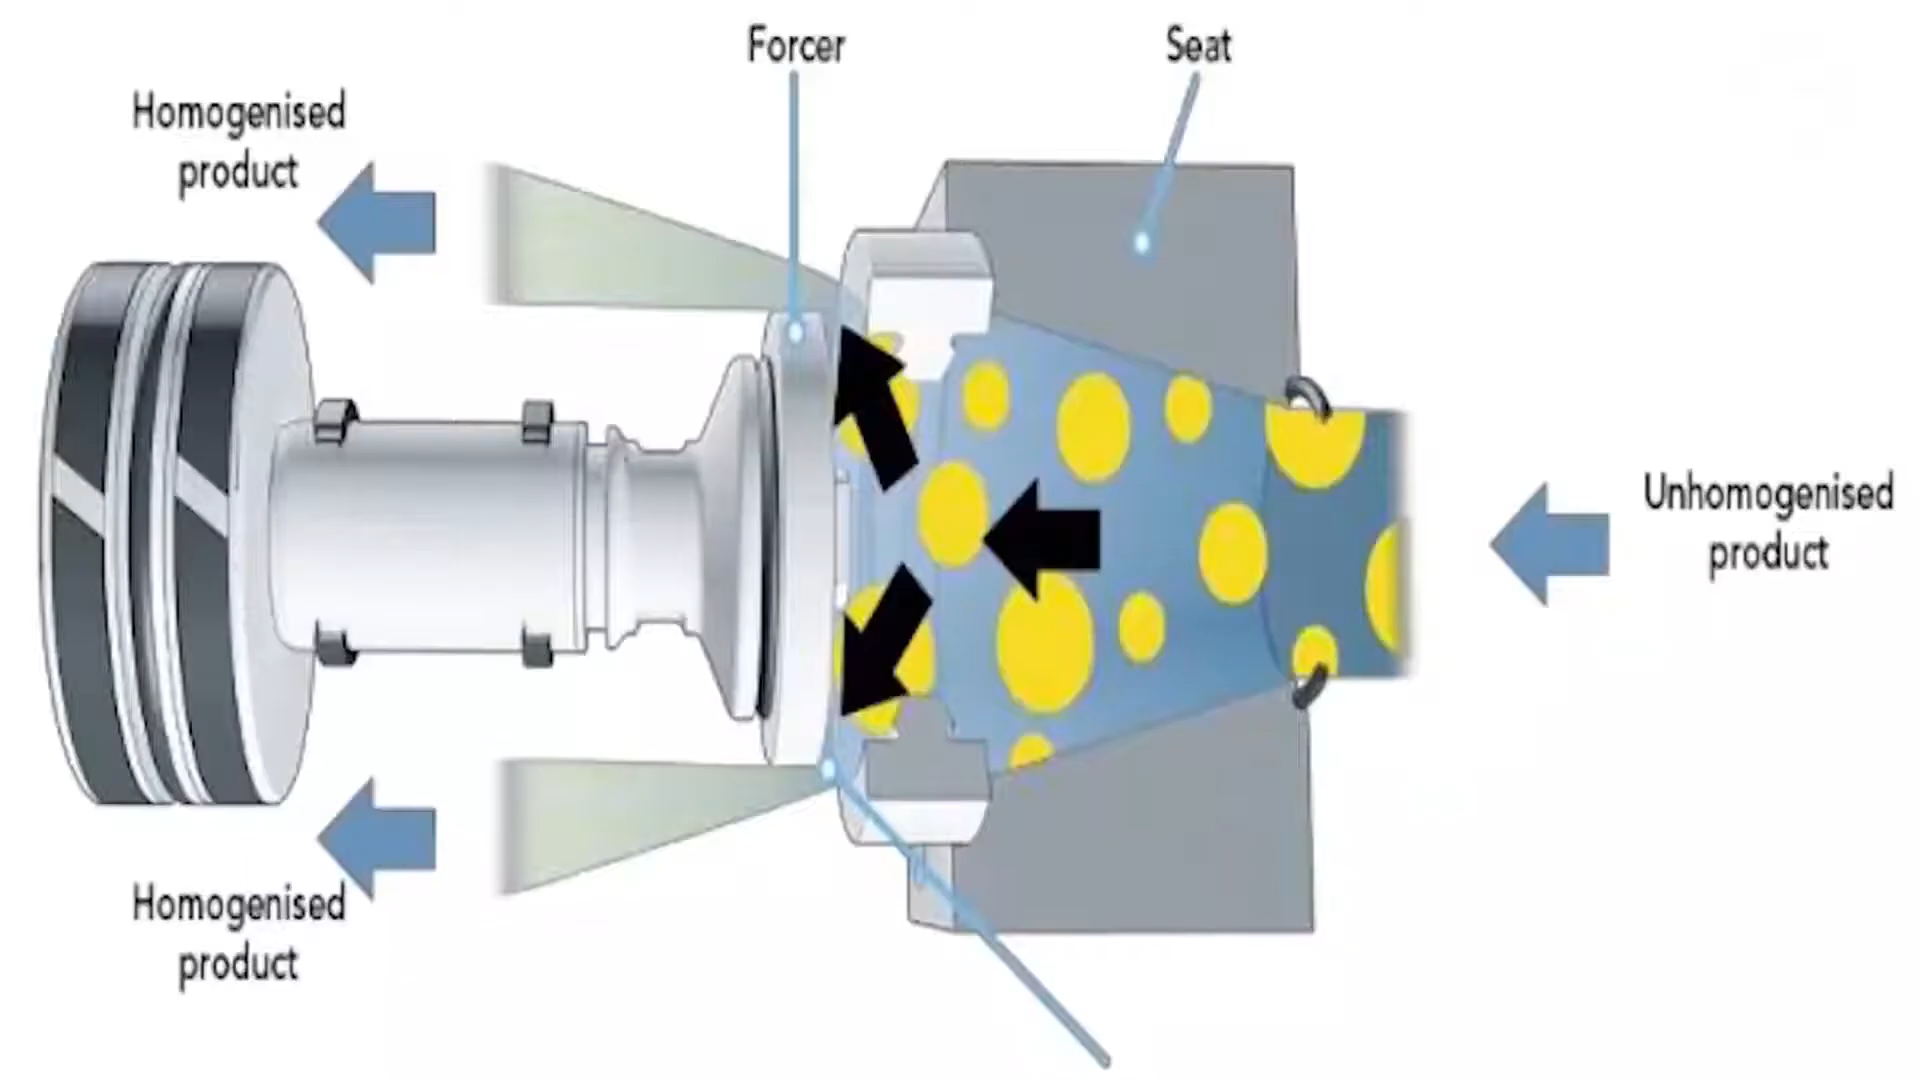 Forcer
Seat
Homogenised
product
Unhomogenised
product
Homogenised
product